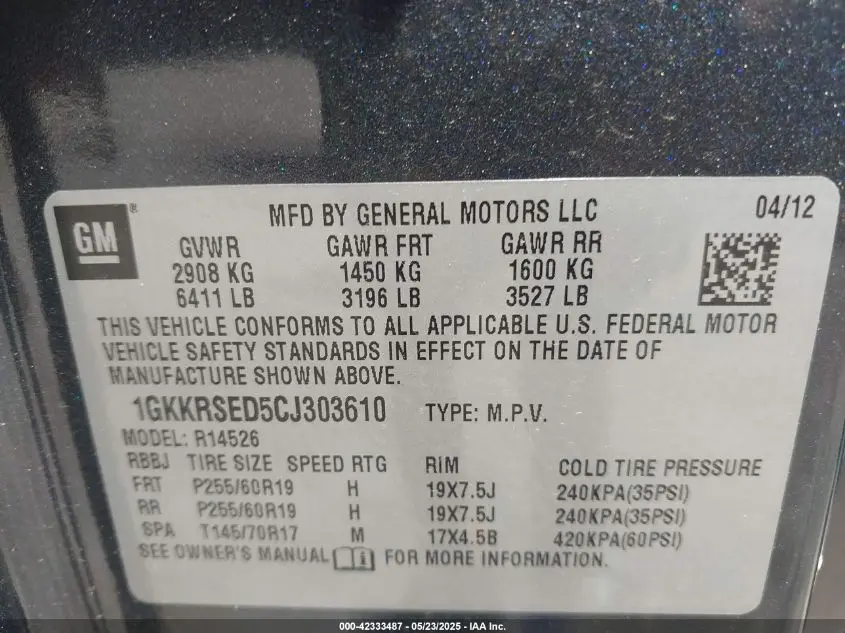 GM ®
MFD BY GENERAL MOTORS LLC 04/12
GVWR GAWR FRT GAWR RR
2908 KG 1450 KG 1600 KG
6411 LB 3196 LB 3527 LB
THIS VEHICLE CONFORMS TO ALL APPLICABLE U.S. FEDERAL MOTOR
VEHICLE SAFETY STANDARDS IN EFFECT ON THE DATE OF
MANUFACTURE SHOWN ABOVE.
1GKKRSED5CJ303610 TYPE: M.P.V.
MODEL: R14526
RBBJ TIRE SIZE SPEED RTG RIM COLD TIRE PRESSURE
FRT P255/60R19 H 19X7.5J 240KPA(35PSI)
RR P255/60R19 H 19X7.5J 240KPA(35PSI)
SPA T145/70R17 M 17X4.5B 420KPA(60PSI)
SEE OWNER'S MANUAL FOR MORE INFORMATION.
000-42333487 - 05/23/2025 - IAA Inc.